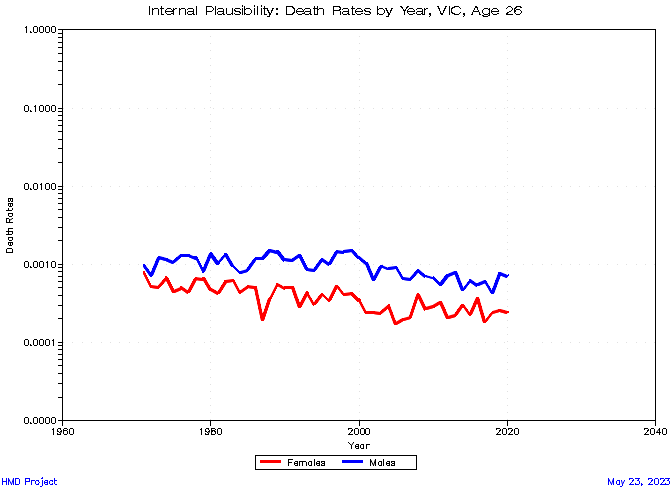 Internal Plausibility: Death Rates by Year, VIC, Age 26
1.0000
0.1000
0.0100
0.0010
0.0001
0.0000
Death Rates
1960
1980
2000
2020
2040
Year
Females
Males
HMD Project
May 23, 2023